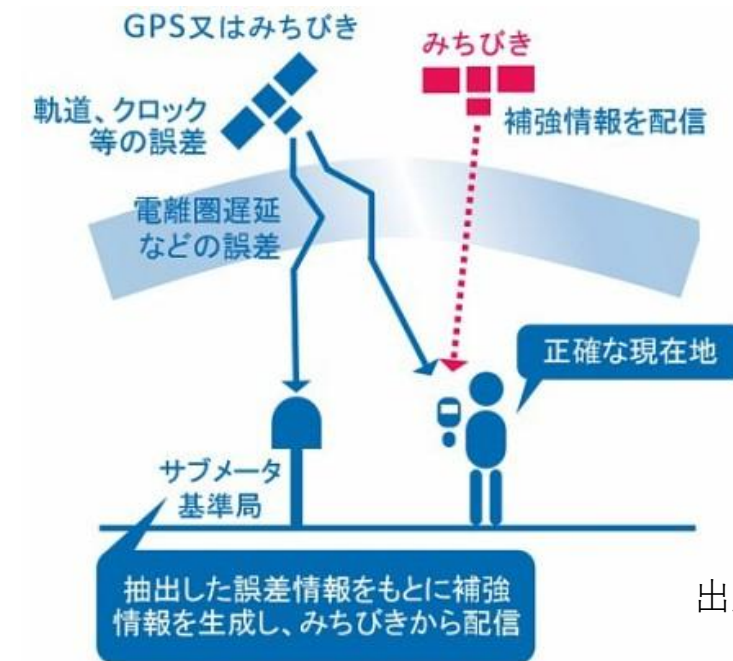 GPS又はみちびき
みちびき
軌道、クロック
等の誤差
補強情報を配信
電離圏遅延
などの誤差
正確な現在地
サブメータ
基準局
抽出した誤差情報をもとに補強
情報を生成し、みちびきから配信
出